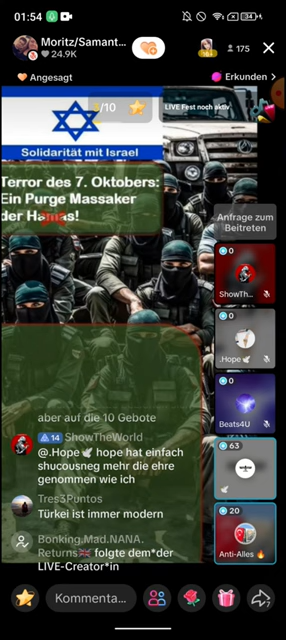 01:54
34
Moritz/Samant...
24.9K
175
Angesagt
Erkunden >
/10
LIVE Fest noch aktiv
Solidarität mit Israel
Terror des 7. Oktobers:
Ein Purge Massaker
der Hamas!
Anfrage zum
Beitreten
0
ShowTh...
0
.Hope
0
Beats4U
63
20
Anti-Alles
aber auf die 10 Gebote
14 ShowTheWorld
@.Hope hope hat einfach
shucousneg mehr die ehre
genommen wie ich
Tres3Puntos
Türkei ist immer modern
Bonking.Mad.NANA.
Returns folgte dem*der
LIVE-Creator*in
Kommenta...
7